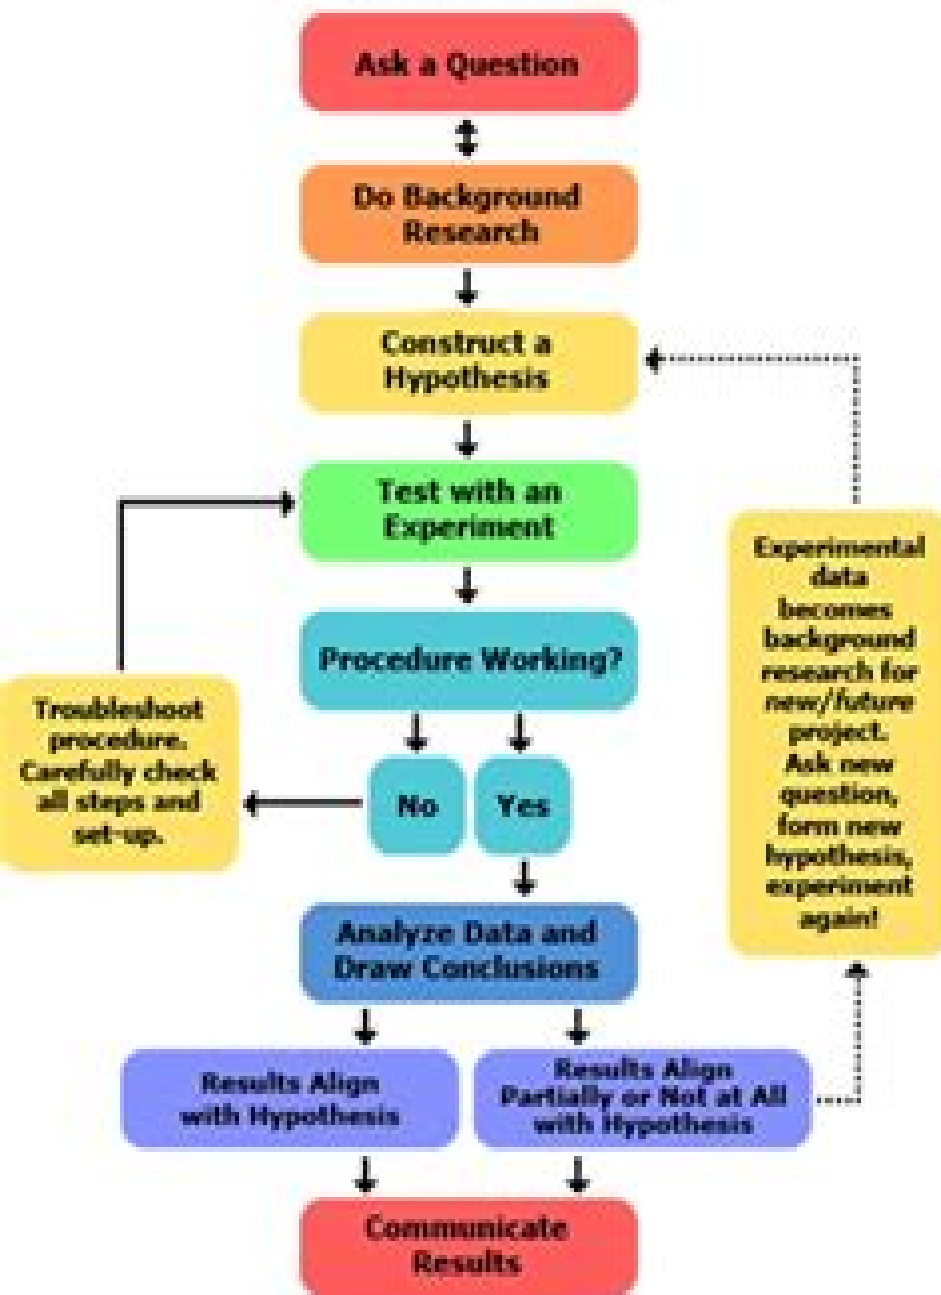 Ask a Question
Do Background
Research
Construct a
Hypothesis
Test with an
Experiment
Procedure Working?
No
Yes
Troubleshoot
procedure.
Carefully check
all steps and
set-up.
Experimental
data
becomes
background
research for
new/future
project.
Ask new
question,
form new
hypothesis,
experiment
again!
Analyze Data and
Draw Conclusions
Results Align
with Hypothesis
Results Align
Partially or Not at All
with Hypothesis
Communicate
Results